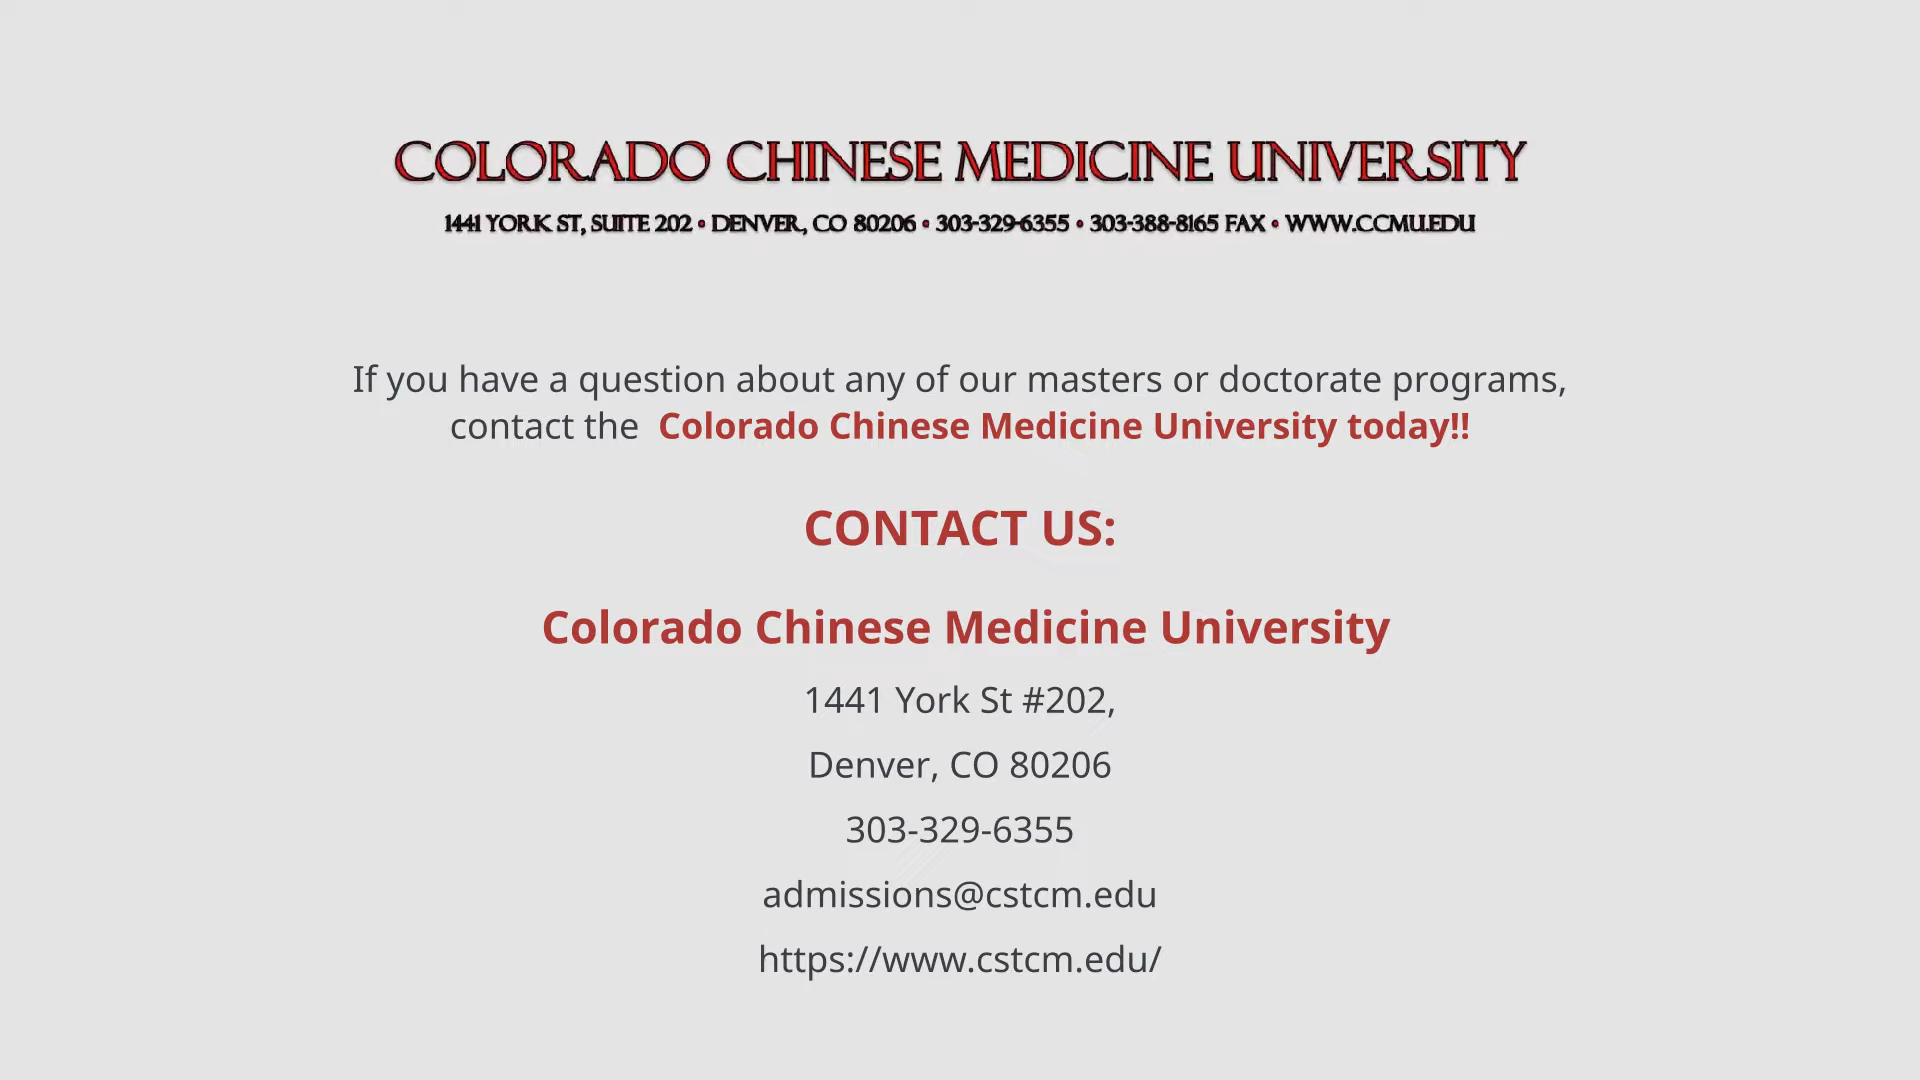 COLORADO CHINESE MEDICINE UNIVERSITY
1441 YORK ST, SUITE 202 • DENVER, CO 80206 • 303-329-6355 • 303-388-8165 FAX • WWW.CCMU.EDU
If you have a question about any of our masters or doctorate programs,
contact the Colorado Chinese Medicine University today!!
CONTACT US:
Colorado Chinese Medicine University
1441 York St #202,
Denver, CO 80206
303-329-6355
admissions@cstcm.edu
https://www.cstcm.edu/